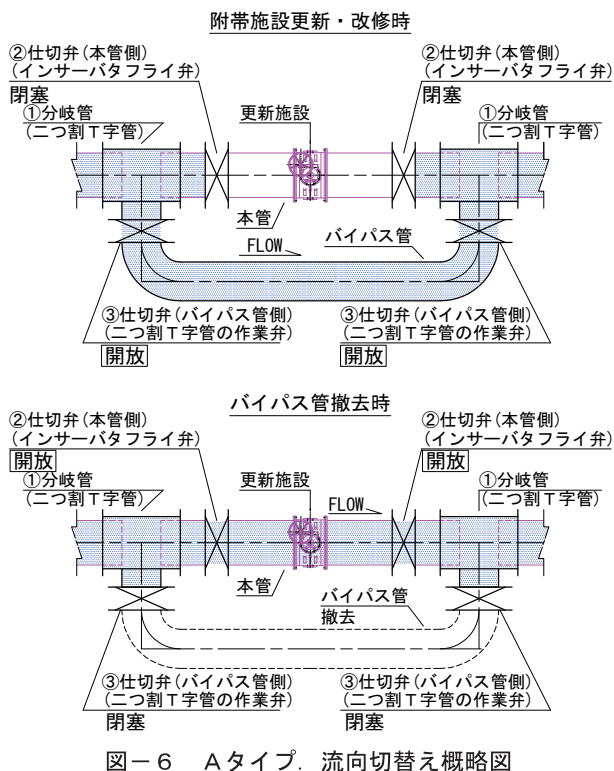 附帯施設更新・改修時
②仕切弁(本管側)
(インサーバタフライ弁)
閉塞
①分岐管
(二つ割T字管)
更新施設
②仕切弁(本管側)
(インサーバタフライ弁)
閉塞
①分岐管
(二つ割T字管)
本管
FLOW
バイパス管
③仕切弁(バイパス管側)
(二つ割T字管の作業弁)
開放
③仕切弁(バイパス管側)
(二つ割T字管の作業弁)
開放
バイパス管撤去時
②仕切弁(本管側)
(インサーバタフライ弁)
開放
①分岐管
(二つ割T字管)
更新施設
FLOW
②仕切弁(本管側)
(インサーバタフライ弁)
開放
①分岐管
(二つ割T字管)
本管
バイパス管
撤去
③仕切弁(バイパス管側)
(二つ割T字管の作業弁)
閉塞
③仕切弁(バイパス管側)
(二つ割T字管の作業弁)
閉塞
図-6 Aタイプ. 流向切替え概略図